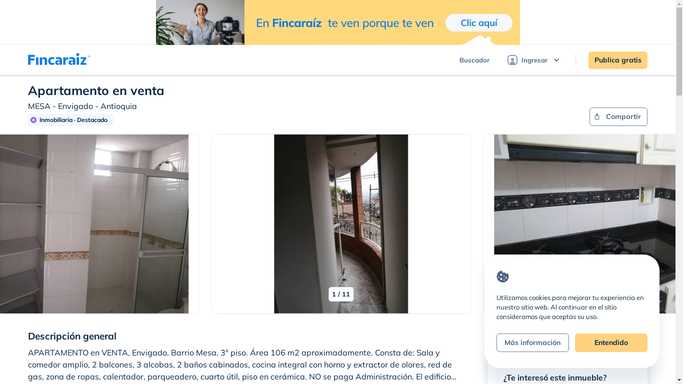 En Fincaraíz te ven porque te ven
Clic aquí
Fincaraiz
Buscador
Ingresar
Publica gratis
Apartamento en venta
MESA - Envigado - Antioquia
Inmobiliaria · Destacado
Compartir
1 / 11
Utilizamos cookies para mejorar tu experiencia en
nuestro sitio web. Al continuar en el sitio
consideramos que aceptas su uso.
Más información
Entendido
Descripción general
APARTAMENTO en VENTA, Envigado, Barrio Mesa, 3° piso. Área 106 m2 aproximadamente. Consta de: Sala y
comedor amplio, 2 balcones, 3 alcobas, 2 baños cabinados, cocina integral con horno y extractor de olores, red de
gas, zona de ropas, calentador, parqueadero, cuarto útil, piso en cerámica. NO se paga Administración. El edificio...
¿Te interesó este inmueble?